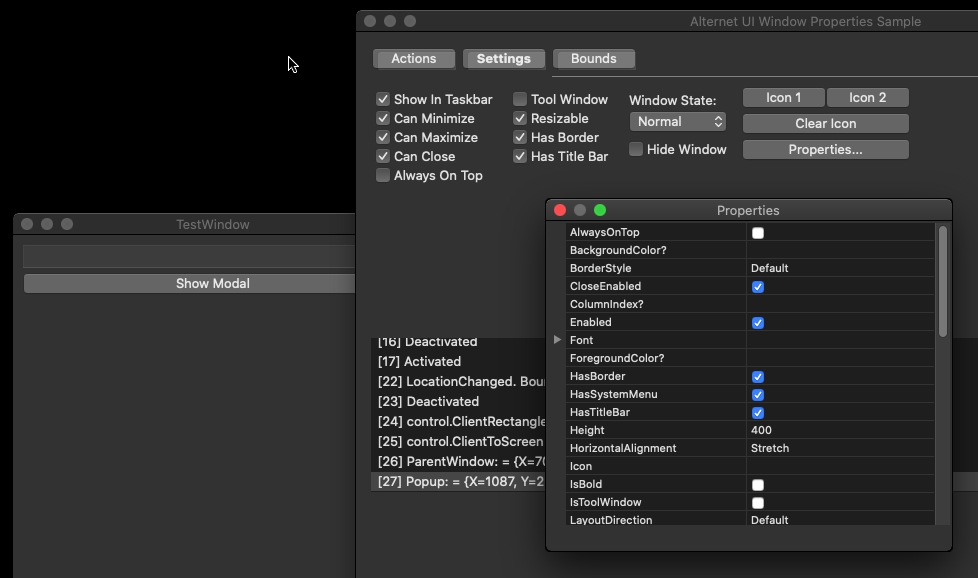 Alternet UI Window Properties Sample
Actions Settings Bounds
Show In Taskbar
Can Minimize
Can Maximize
Can Close
Always On Top
Tool Window
Resizable
Has Border
Has Title Bar
Window State:
Normal
Hide Window
Icon 1 Icon 2
Clear Icon
Properties...
TestWindow
Show Modal
[16] Deactivated
[17] Activated
[22] LocationChanged. Bou
[23] Deactivated
[24] control.ClientRectangle
[25] control.ClientToScreen
[26] ParentWindow: = {X=70
[27] Popup: = {X=1087, Y=2
Properties
AlwaysOnTop
BackgroundColor?
BorderStyle Default
CloseEnabled
ColumnIndex?
Enabled
Font
ForegroundColor?
HasBorder
HasSystemMenu
HasTitleBar
Height 400
HorizontalAlignment Stretch
Icon
IsBold
IsToolWindow
LayoutDirection Default